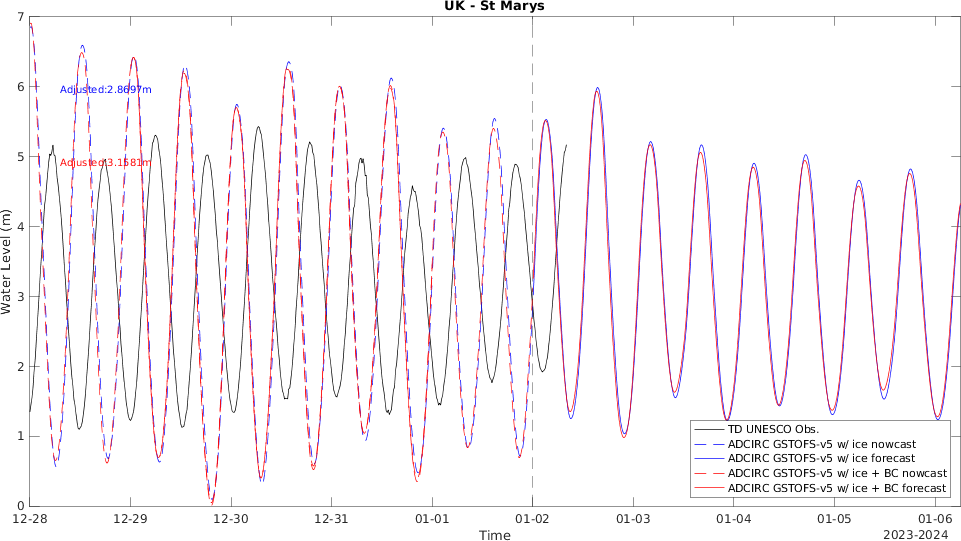 UK - St Marys
7
6
5
4
3
2
1
0
Water Level (m)
Adjusted:2.8697m
Adjusted:3.1581m
TD UNESCO Obs.
ADCIRC GSTOFS-v5 w/ ice nowcast
ADCIRC GSTOFS-v5 w/ ice forecast
ADCIRC GSTOFS-v5 w/ ice + BC nowcast
ADCIRC GSTOFS-v5 w/ ice + BC forecast
12-28 12-29 12-30 12-31 01-01 01-02 01-03 01-04 01-05 01-06
Time
2023-2024